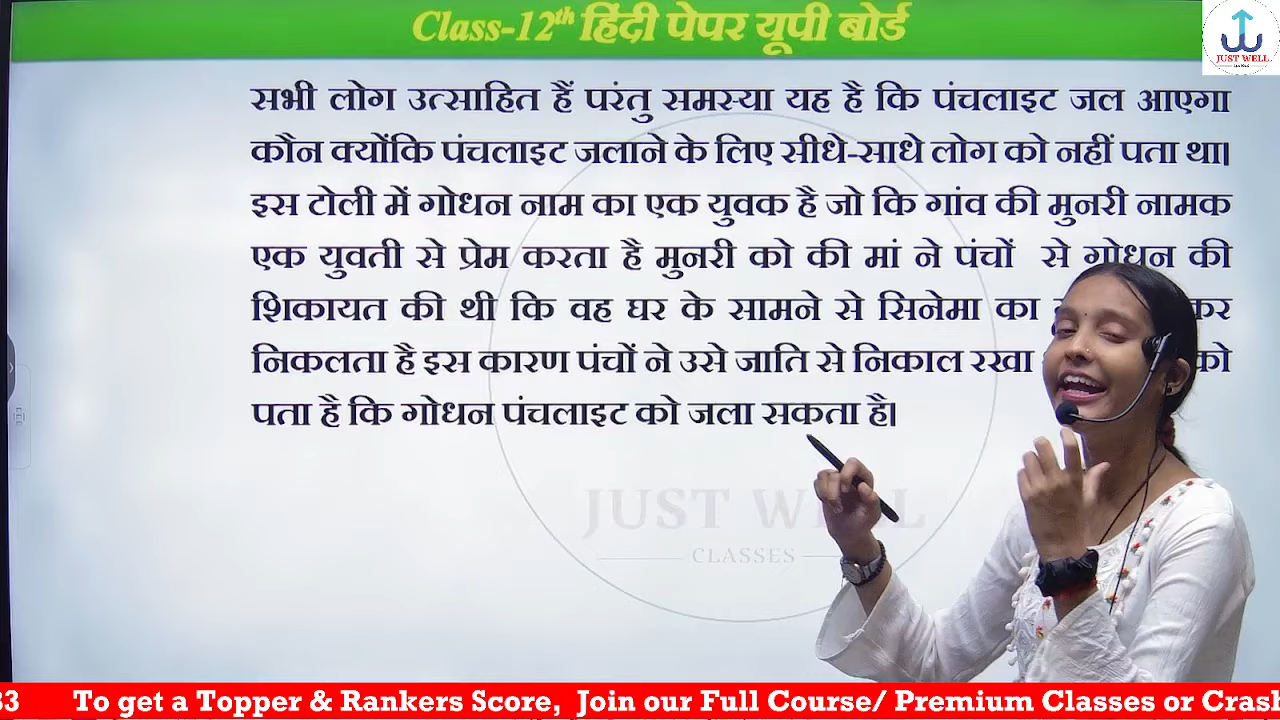 Class-12th हिंदी पेपर यूपी बोर्ड
JUST WELL
सभी लोग उत्साहित हैं परंतु समस्या यह है कि पंचलाइट जल आएगा
कौन क्योंकि पंचलाइट जलाने के लिए सीधे-साधे लोग को नहीं पता था।
इस टोली में गोधन नाम का एक युवक है जो कि गांव की मुनरी नामक
एक युवती से प्रेम करता है मुनरी को की मां ने पंचों से गोधन की
शिकायत की थी कि वह घर के सामने से सिनेमा का कर
निकलता है इस कारण पंचों ने उसे जाति से निकाल रखा को
पता है कि गोधन पंचलाइट को जला सकता है।
JUST WELL
CLASSES
33 To get a Topper & Rankers Score, Join our Full Course/ Premium Classes or Crash